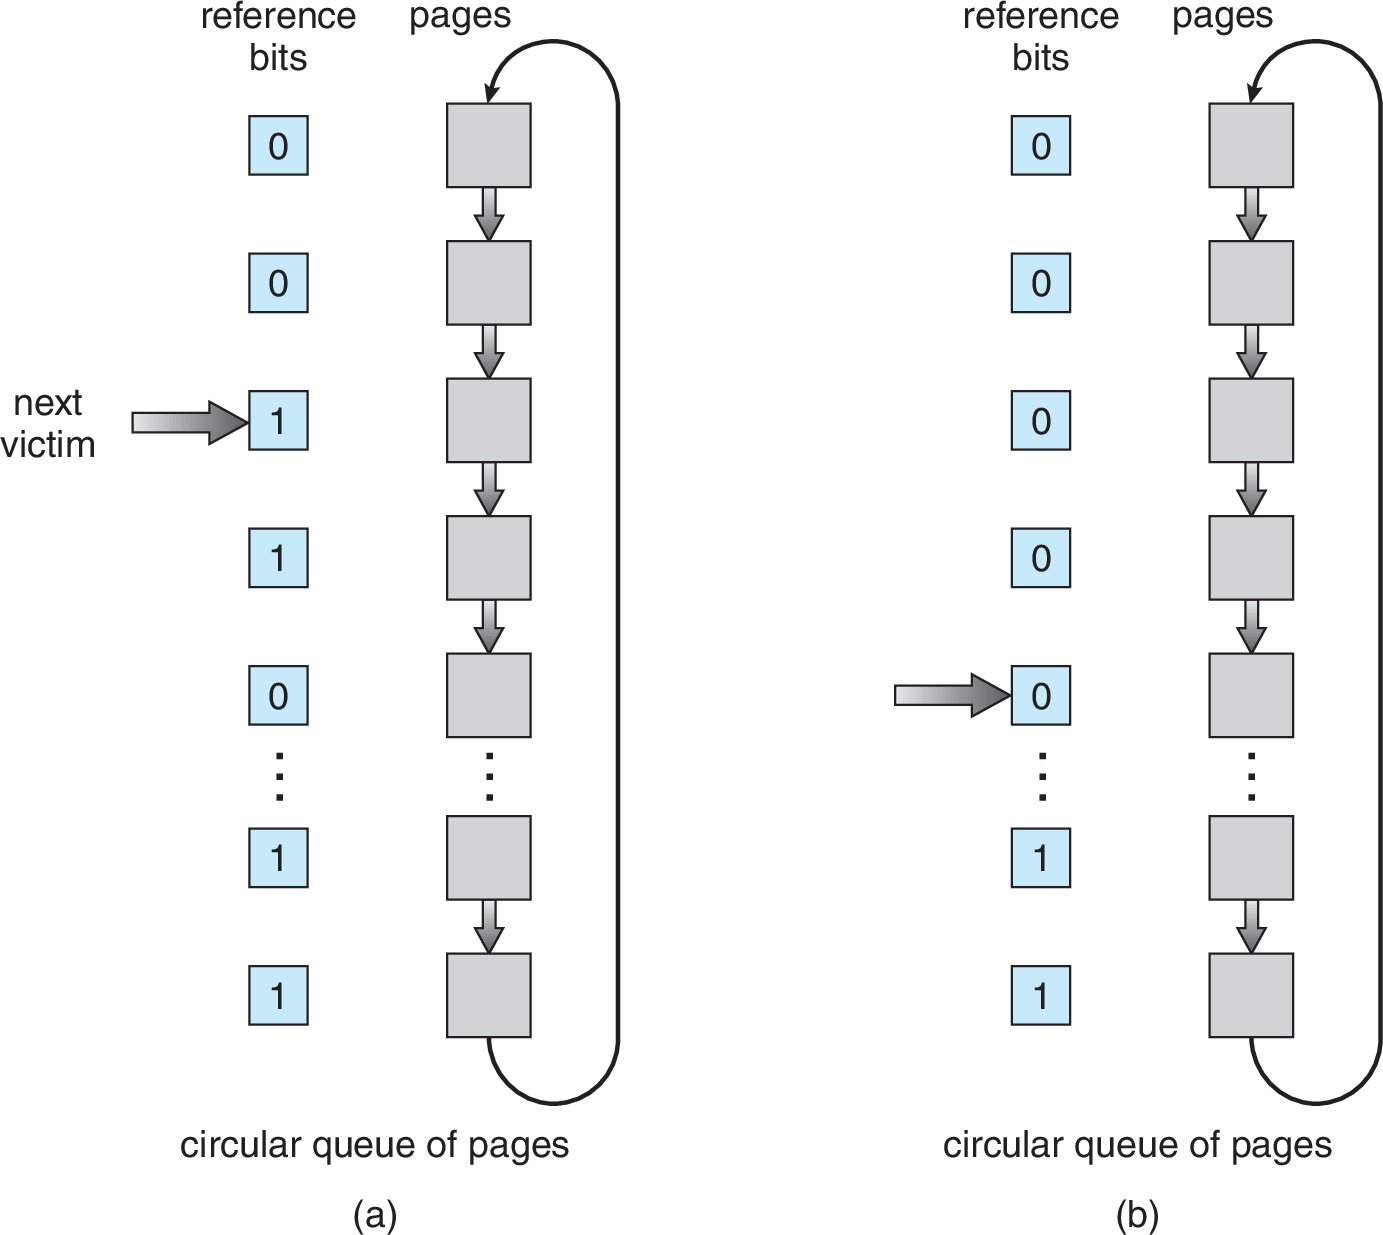 reference
bits
pages
0
0
next
victim
1
1
0
1
1
circular queue of pages
(a)
reference
bits
pages
0
0
0
0
0
1
1
circular queue of pages
(b)